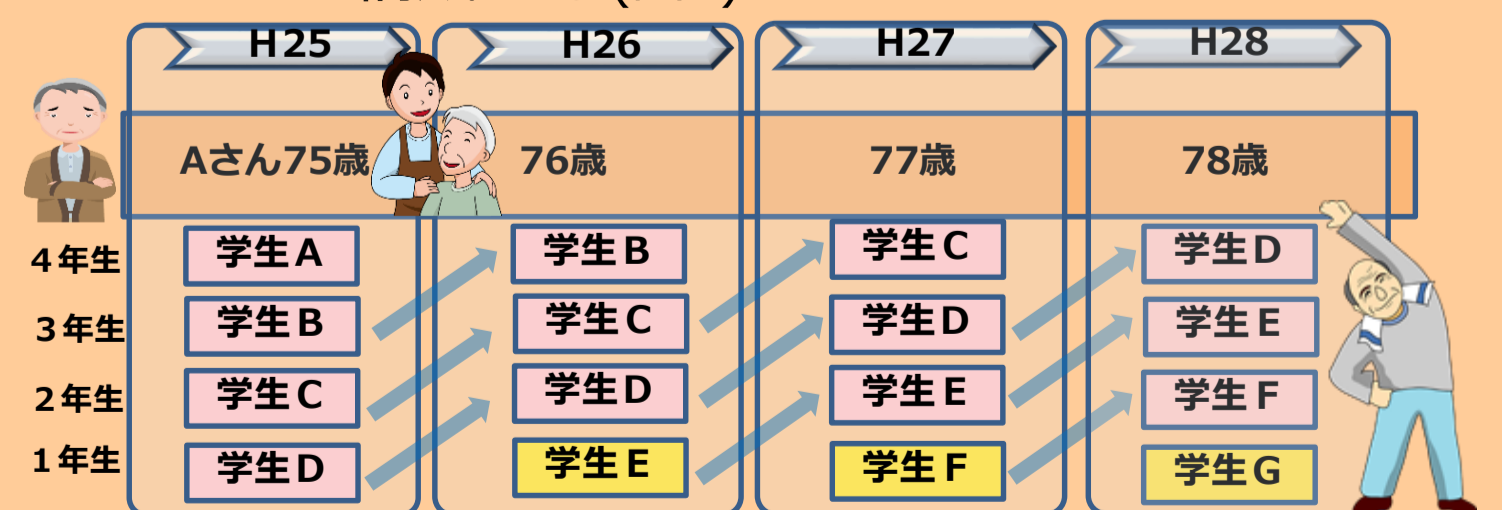 H25 H26 H27 H28
Aさん75歳 76歳 77歳 78歳
4年生 学生A 学生B 学生C 学生D
3年生 学生B 学生C 学生D 学生E
2年生 学生C 学生D 学生E 学生F
1年生 学生D 学生E 学生F 学生G